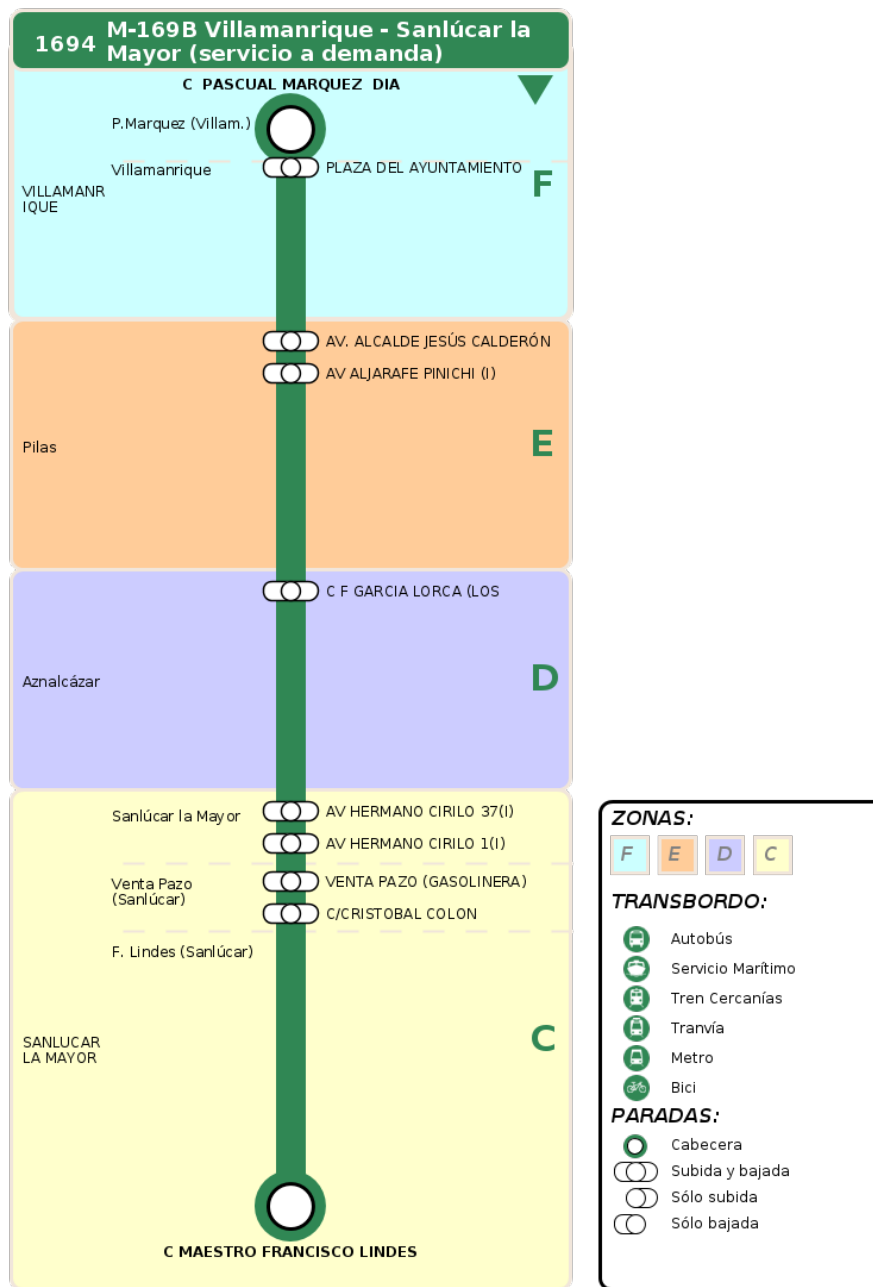 1694
M-169B Villamanrique - Sanlúcar la
Mayor (servicio a demanda)
C PASCUAL MARQUEZ DIA
P.Marquez (Villam.)
Villamanrique
PLAZA DEL AYUNTAMIENTO
F
VILLAMANR
IQUE
AV. ALCALDE JESÚS CALDERÓN
AV ALJARAFE PINICHI (I)
Pilas
E
C F GARCIA LORCA (LOS
Aznalcázar
D
Sanlúcar la Mayor
AV HERMANO CIRILO 37(I)
AV HERMANO CIRILO 1(I)
Venta Pazo
(Sanlúcar)
VENTA PAZO (GASOLINERA)
C/CRISTOBAL COLON
F. Lindes (Sanlúcar)
SANLUCAR
LA MAYOR
C
C MAESTRO FRANCISCO LINDES
ZONAS:
F E D C
TRANSBORDO:
Autobús
Servicio Marítimo
Tren Cercanías
Tranvía
Metro
Bici
PARADAS:
Cabecera
Subida y bajada
Sólo subida
Sólo bajada